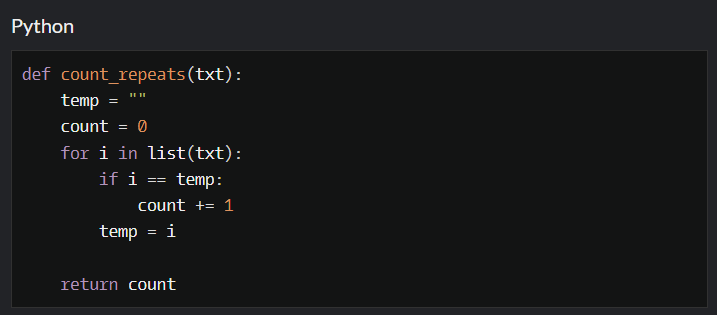 Python
def count_repeats(txt):
    temp = ""
    count = 0
    for i in list(txt):
        if i == temp:
            count += 1
        temp = i

    return count